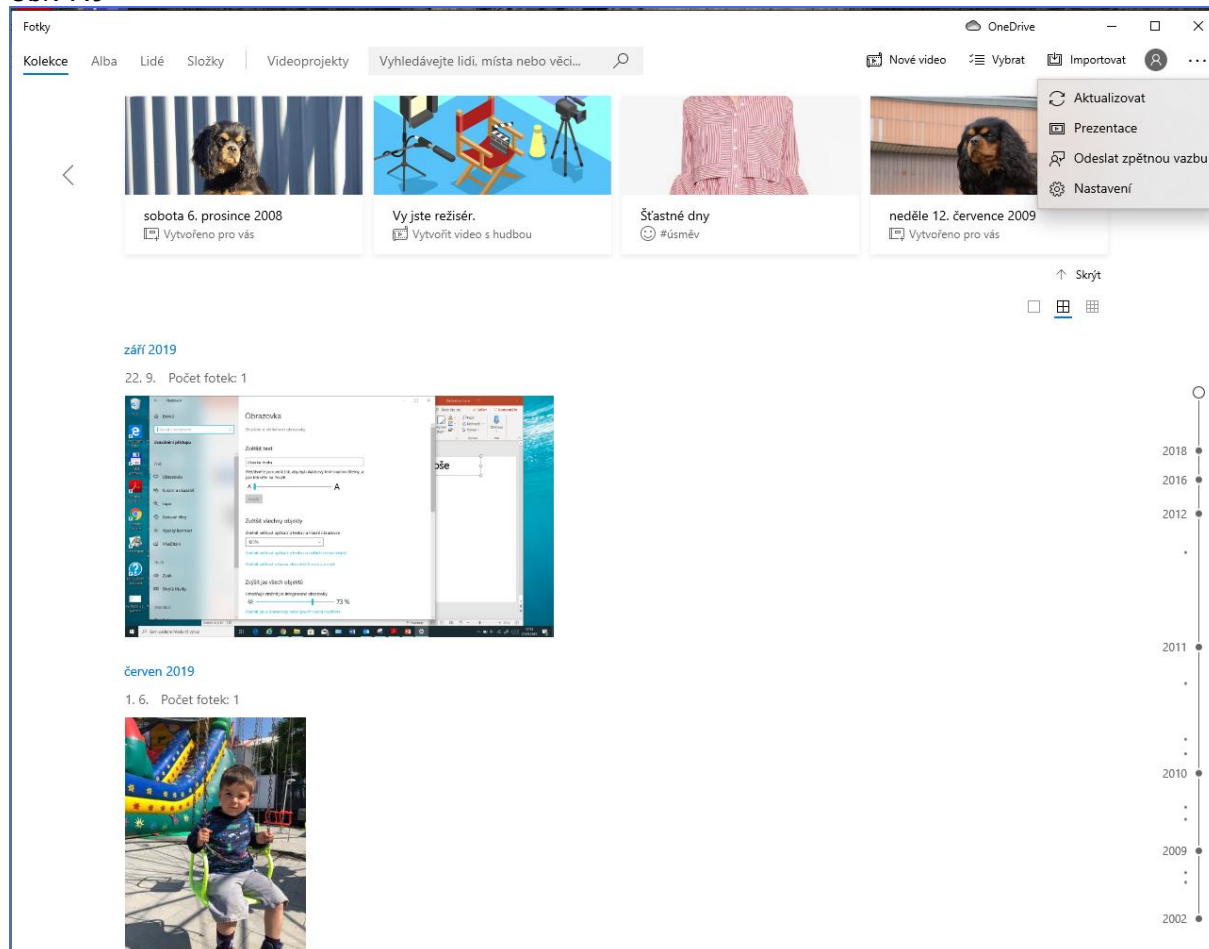 Fotky
OneDrive
Kolekce Alba Lidé Složky Videoprojekty Vyhledávejte lidi, místa nebo věci... Nové video Vybrat Importovat
Aktualizovat
Prezentace
Odeslat zpětnou vazbu
Nastavení
sobota 6. prosince 2008
Vytvořeno pro vás
Vy jste režisér.
Vytvořit video s hudbou
Šťastné dny
#úsměv
neděle 12. července 2009
Vytvořeno pro vás
Skrýt
září 2019
22. 9. Počet fotek: 1
Obrazovka
Zvětšit text
A A
Zvětšit všechny objekty
Zvýšit jas všech objektů
73 %
červen 2019
1. 6. Počet fotek: 1
2018
2016
2012
2011
2010
2009
2002